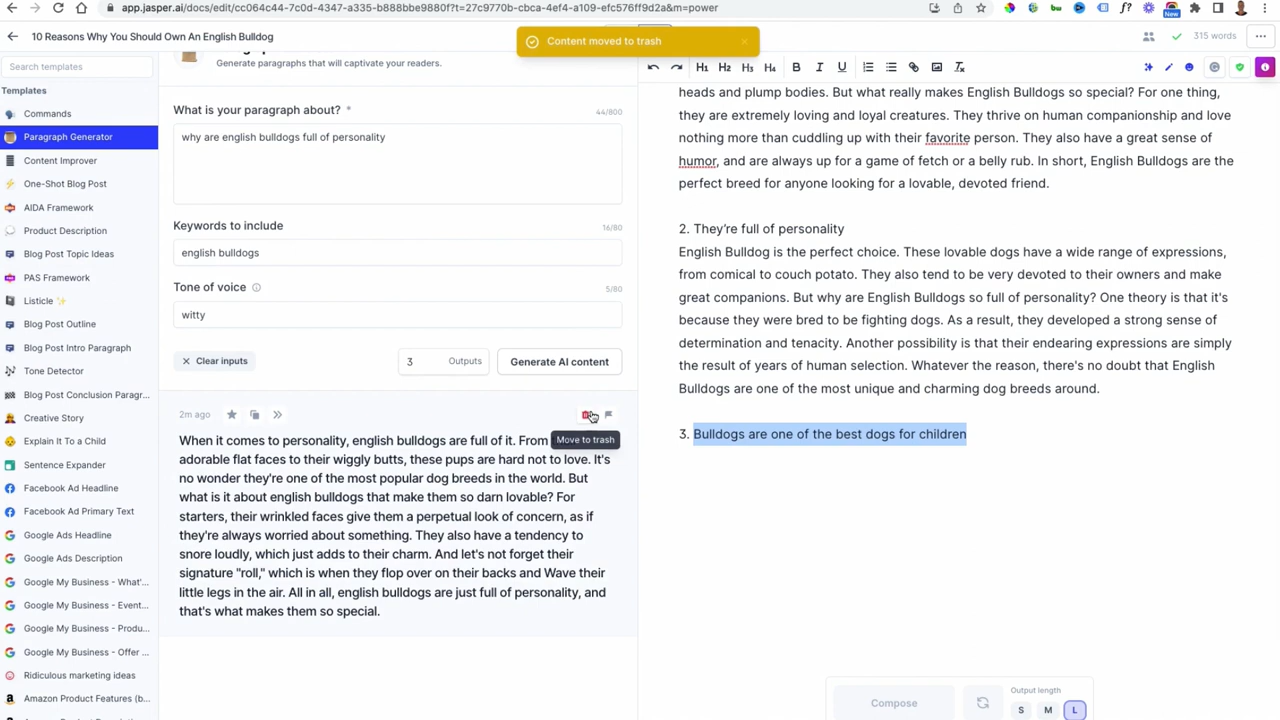 app.jasper.ai/docs/edit/cc064c44-7c0d-4347-a335-b888bbe9880f?t=27c9770b-cbca-4ef4-a109-efc576ff9d2a&m=power
New
10 Reasons Why You Should Own An English Bulldog
Content moved to trash
315 words
Search templates
Templates
Commands
Paragraph Generator
Content Improver
One-Shot Blog Post
AIDA Framework
Product Description
Blog Post Topic Ideas
PAS Framework
Listicle ✨
Blog Post Outline
Blog Post Intro Paragraph
Tone Detector
Blog Post Conclusion Paragr...
Creative Story
Explain It To a Child
Sentence Expander
Facebook Ad Headline
Facebook Ad Primary Text
Google Ads Headline
Google Ads Description
Google My Business - What'...
Google My Business - Event...
Google My Business - Produ...
Google My Business - Offer ...
Ridiculous marketing ideas
Amazon Product Features (b...
Generate paragraphs that will captivate your readers.
What is your paragraph about? *
44/800
why are english bulldogs full of personality
Keywords to include
16/80
english bulldogs
Tone of voice
5/80
witty
Clear inputs
3 Outputs
Generate AI content
2m ago
Move to trash
When it comes to personality, english bulldogs are full of it. From
adorable flat faces to their wiggly butts, these pups are hard not to love. It's
no wonder they're one of the most popular dog breeds in the world. But
what is it about english bulldogs that make them so darn lovable? For
starters, their wrinkled faces give them a perpetual look of concern, as if
they're always worried about something. They also have a tendency to
snore loudly, which just adds to their charm. And let's not forget their
signature "roll," which is when they flop over on their backs and Wave their
little legs in the air. All in all, english bulldogs are just full of personality, and
that's what makes them so special.
H1 H2 H3 H4 B I U
heads and plump bodies. But what really makes English Bulldogs so special? For one thing,
they are extremely loving and loyal creatures. They thrive on human companionship and love
nothing more than cuddling up with their favorite person. They also have a great sense of
humor, and are always up for a game of fetch or a belly rub. In short, English Bulldogs are the
perfect breed for anyone looking for a lovable, devoted friend.
2. They're full of personality
English Bulldog is the perfect choice. These lovable dogs have a wide range of expressions,
from comical to couch potato. They also tend to be very devoted to their owners and make
great companions. But why are English Bulldogs so full of personality? One theory is that it's
because they were bred to be fighting dogs. As a result, they developed a strong sense of
determination and tenacity. Another possibility is that their endearing expressions are simply
the result of years of human selection. Whatever the reason, there's no doubt that English
Bulldogs are one of the most unique and charming dog breeds around.
3. Bulldogs are one of the best dogs for children
Compose
Output length
S M L